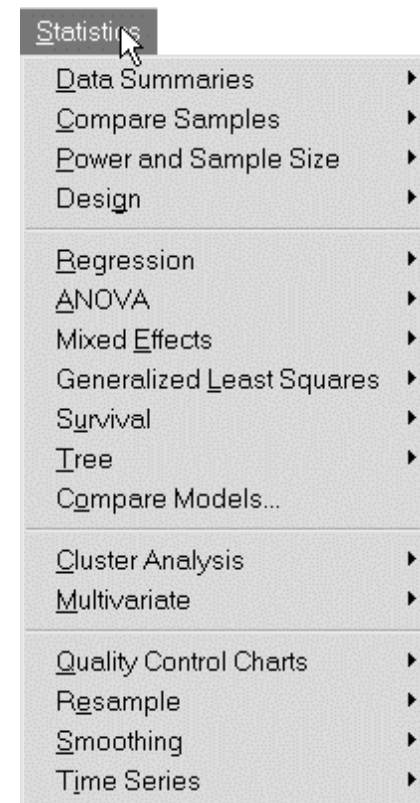 Statistics
Data Summaries
Compare Samples
Power and Sample Size
Design
Regression
ANOVA
Mixed Effects
Generalized Least Squares
Survival
Tree
Compare Models...
Cluster Analysis
Multivariate
Quality Control Charts
Resample
Smoothing
Time Series